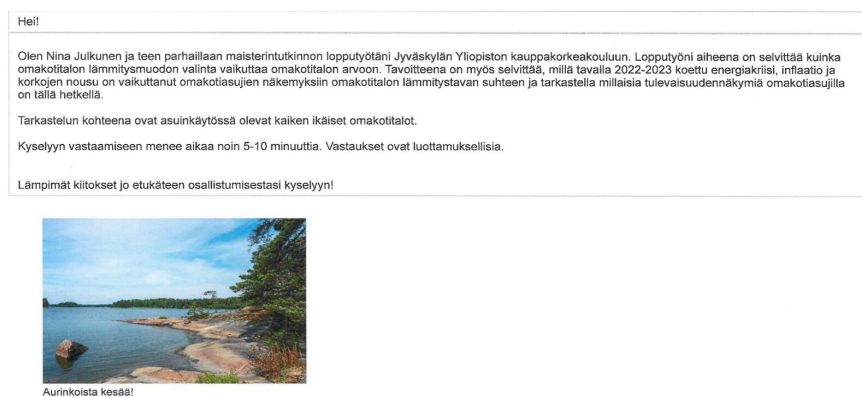 Hei!
Olen Nina Julkunen ja teen parhaillaan maisterintutkinnon lopputyötäni Jyväskylän Yliopiston kauppakorkeakouluun. Lopputyöni aiheena on selvittää kuinka
omakotitalon lämmitysmuodon valinta vaikuttaa omakotitalon arvoon. Tavoitteena on myös selvittää, millä tavalla 2022-2023 koettu energiakriisi, inflaatio ja
korkojen nousu on vaikuttanut omakotiasujien näkemyksiin omakotitalon lämmitystavan suhteen ja tarkastella millaisia tulevaisuudennäkymiä omakotiasujilla
on tällä hetkellä.
Tarkastelun kohteena ovat asuinkäytössä olevat kaiken ikäiset omakotitalot.
Kyselyyn vastaamiseen menee aikaa noin 5-10 minuuttia. Vastaukset ovat luottamuksellisia.
Lämpimät kiitokset jo etukäteen osallistumisestasi kyselyyn!
Aurinkoista kesää!